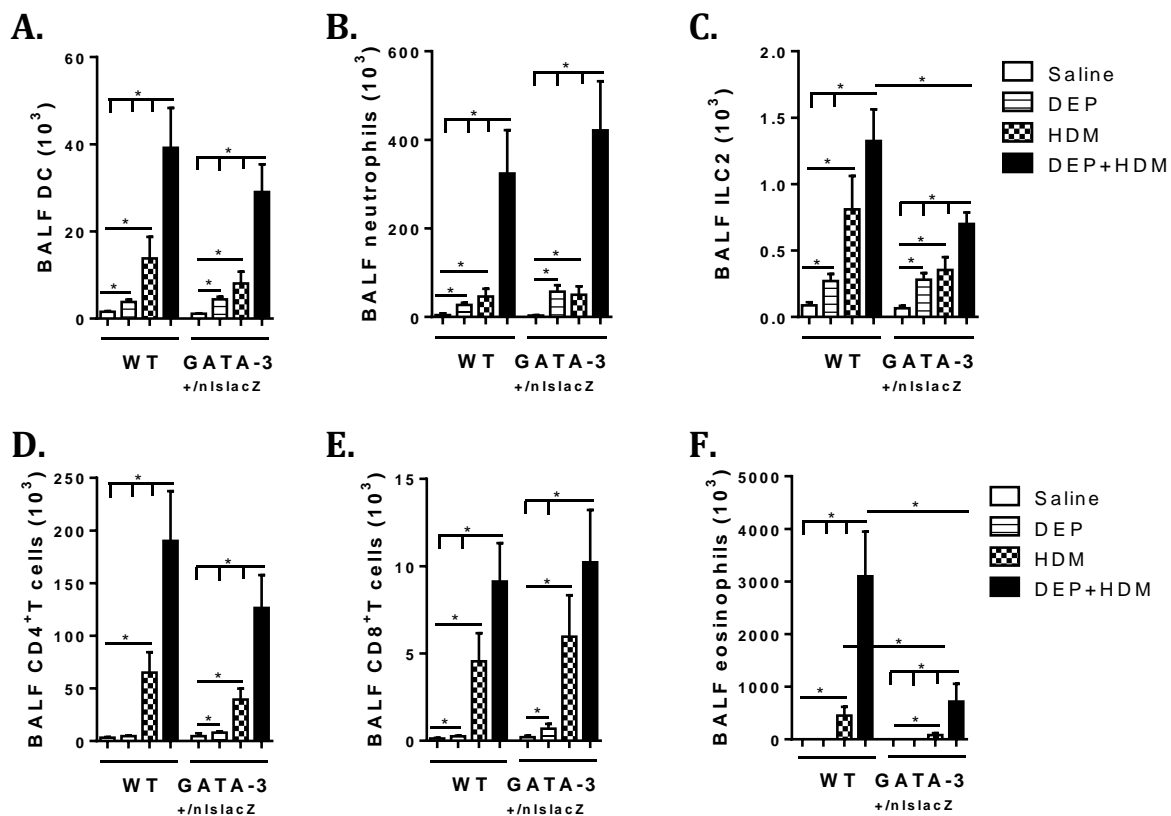 A.
BALF DC (10³)
60
40
20
0
*
*
*
*
*
*
WT
GATA-3
+/nlslacZ
B.
BALF neutrophils (10³)
600
400
200
0
*
*
*
*
*
*
WT
GATA-3
+/nlslacZ
C.
BALF ILC2 (10³)
2.0
1.5
1.0
0.5
0.0
*
*
*
*
*
*
*
WT
GATA-3
+/nlslacZ
Saline
DEP
HDM
DEP+HDM
D.
BALF CD4⁺T cells (10³)
250
200
150
100
50
0
*
*
*
*
*
WT
GATA-3
+/nlslacZ
E.
BALF CD8⁺T cells (10³)
15
10
5
0
*
*
*
*
*
*
WT
GATA-3
+/nlslacZ
F.
BALF eosinophils (10³)
5000
4000
3000
2000
1000
0
*
*
*
*
*
*
WT
GATA-3
+/nlslacZ
Saline
DEP
HDM
DEP+HDM